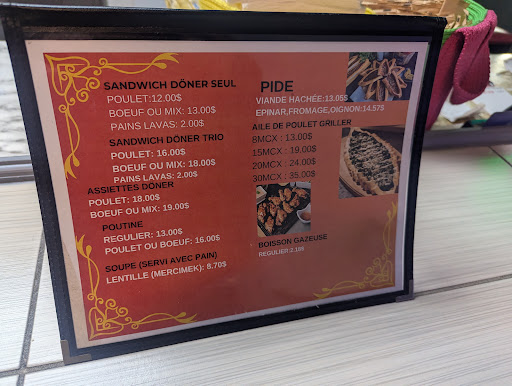 SANDWICH DÖNER SEUL
POULET:12.00$
BOEUF OU MIX: 13.00$
PAINS LAVAS: 2.00$
SANDWICH DÖNER TRIO
POULET: 16.00$
BOEUF OU MIX: 18.00$
PAINS LAVAS: 2.00$
ASSIETTES DÖNER
POULET: 18.00$
BOEUF OU MIX: 19.00$
POUTINE
REGULIER: 13.00$
POULET OU BOEUF: 16.00$
SOUPE (SERVI AVEC PAIN)
LENTILLE (MERCIMEK): 8.70$
PIDE
VIANDE HACHÉE:13.05$
EPINAR,FROMAGE,OIGNON:14.57$
AILE DE POULET GRILLER
8MCX : 13.00$
15MCX : 19,00$
20MCX : 24.00$
30MCX : 35.00$
BOISSON GAZEUSE
REGULIER 2.18$